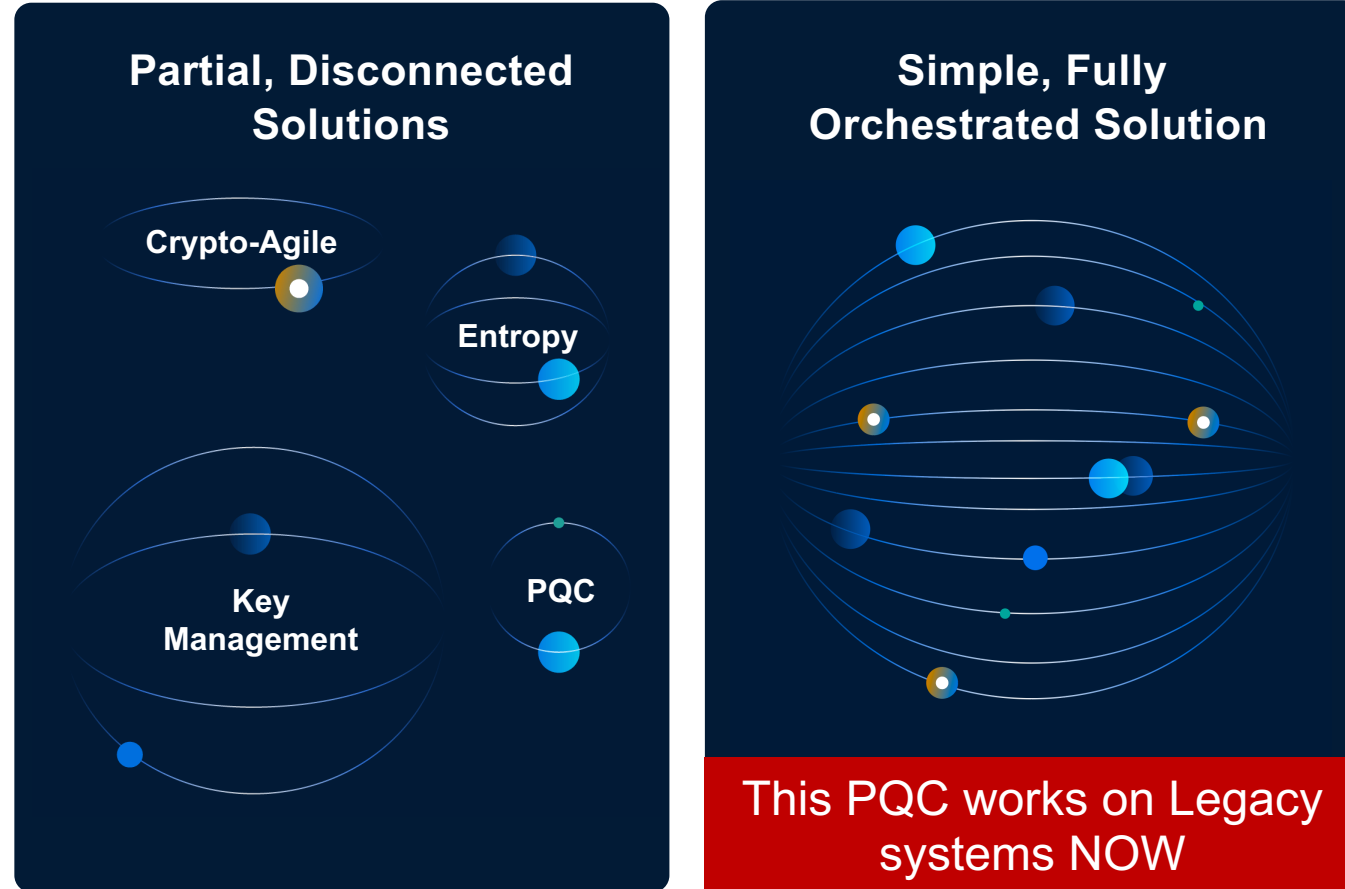 Partial, Disconnected
Solutions
Crypto-Agile
Entropy
Key
Management
PQC
Simple, Fully
Orchestrated Solution
This PQC works on Legacy
systems NOW